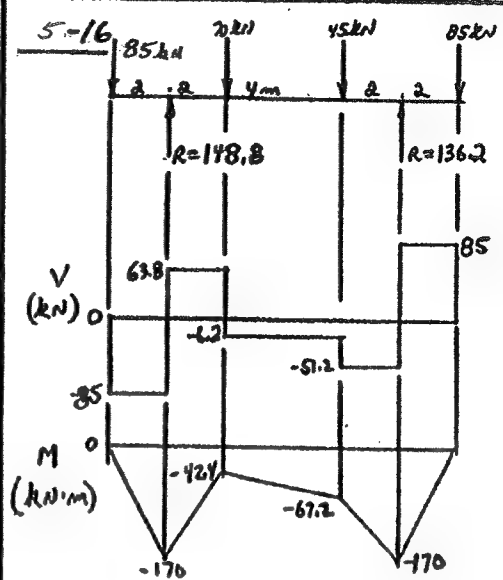 5.-16
85kN
70kN
45kN
85kN
2 2 4m 2 2
R=148.8
R=136.2
63.8
85
V
(kN) 0
-6.2
-51.2
-85
M 0
(kN·m)
-42.4
-67.2
-170
-170